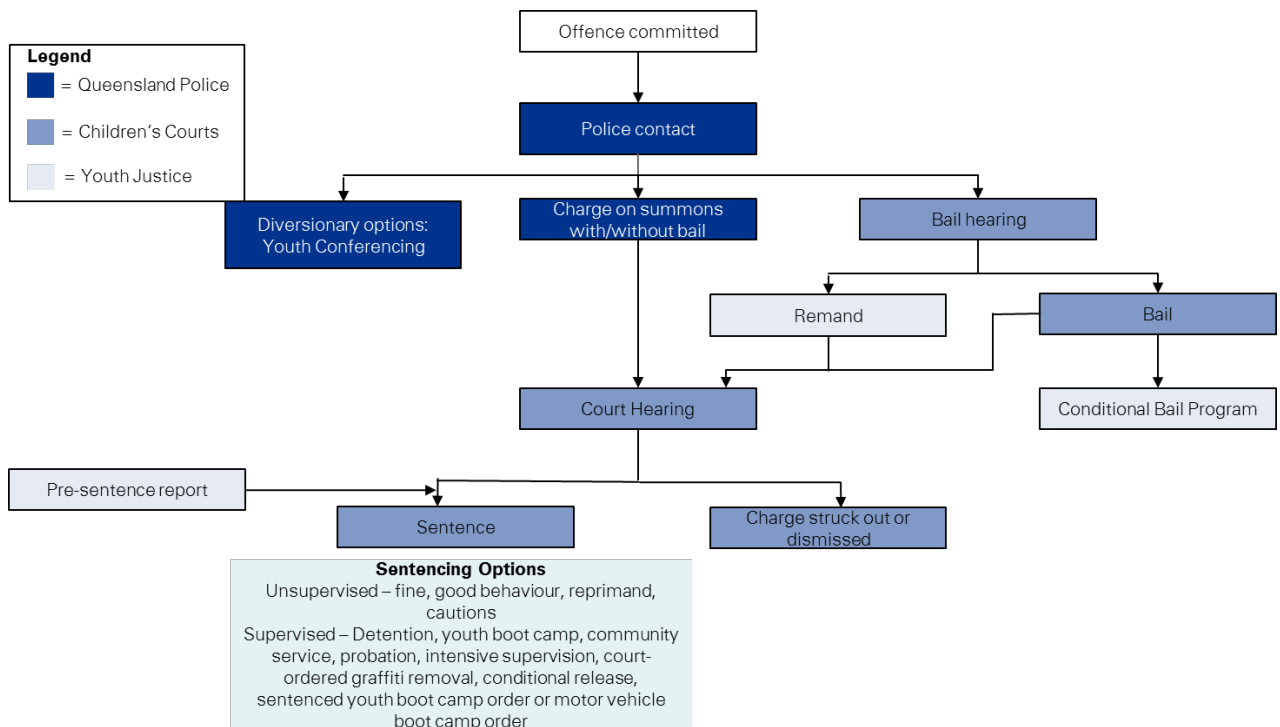 Offence committed
Legend
= Queensland Police
= Children's Courts
= Youth Justice
Police contact
Diversionary options:
Youth Conferencing
Charge on summons
with/without bail
Bail hearing
Remand
Bail
Court Hearing
Conditional Bail Program
Pre-sentence report
Sentence
Charge struck out or
dismissed
Sentencing Options
Unsupervised – fine, good behaviour, reprimand,
cautions
Supervised – Detention, youth boot camp, community
service, probation, intensive supervision, court-
ordered graffiti removal, conditional release,
sentenced youth boot camp order or motor vehicle
boot camp order